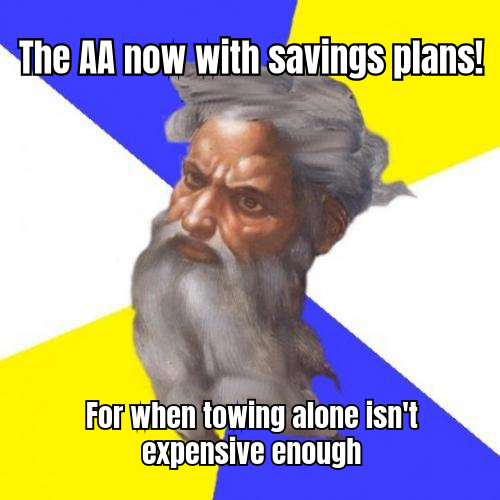 The AA now with savings plans!
For when towing alone isn't
expensive enough